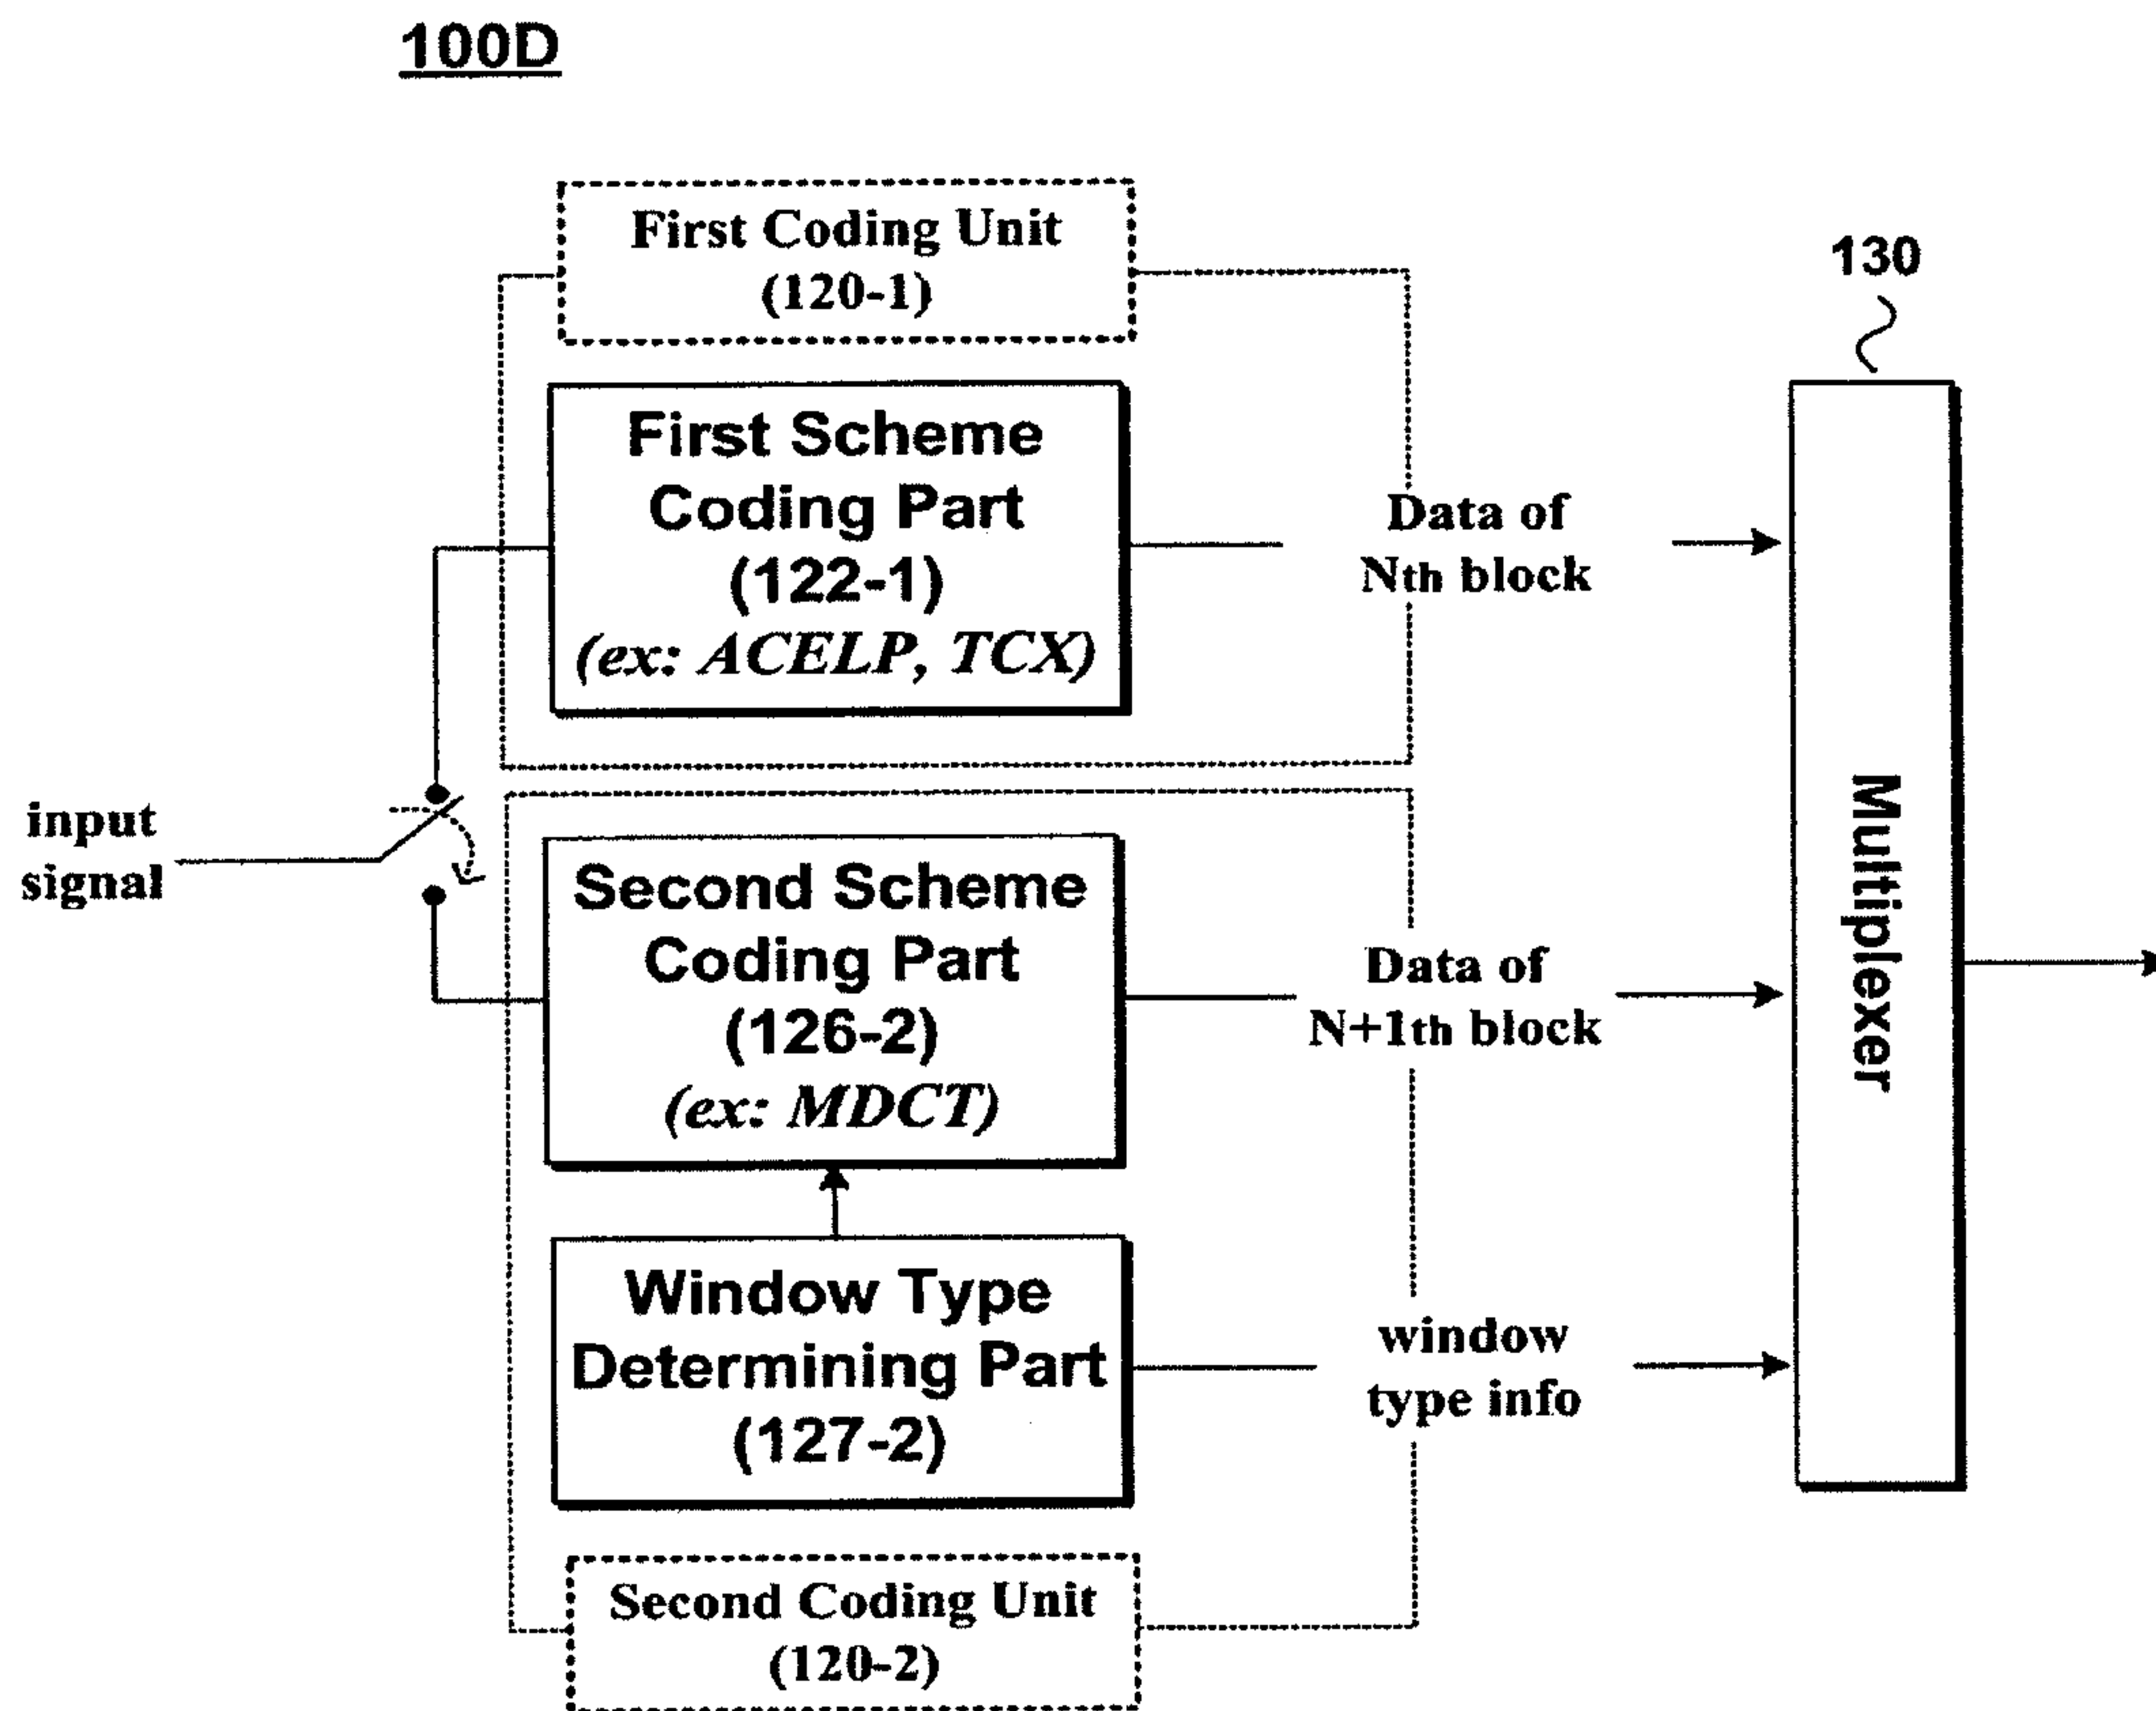 100D
First Coding Unit
(120-1)
130
First Scheme
Coding Part
(122-1)
(ex: ACELP, TCX)
Data of
Nth block
input
signal
Second Scheme
Coding Part
(126-2)
(ex: MDCT)
Data of
N+1th block
Multiplexer
Window Type
Determining Part
(127-2)
window
type info
Second Coding Unit
(120-2)